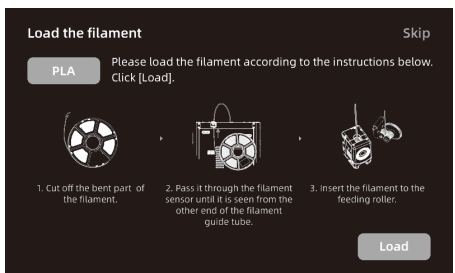 Load the filament
Skip
PLA
Please load the filament according to the instructions below.
Click [Load].
1. Cut off the bent part of
the filament.
2. Pass it through the filament
sensor until it is seen from the
other end of the filament
guide tube.
3. Insert the filament to the
feeding roller.
Load